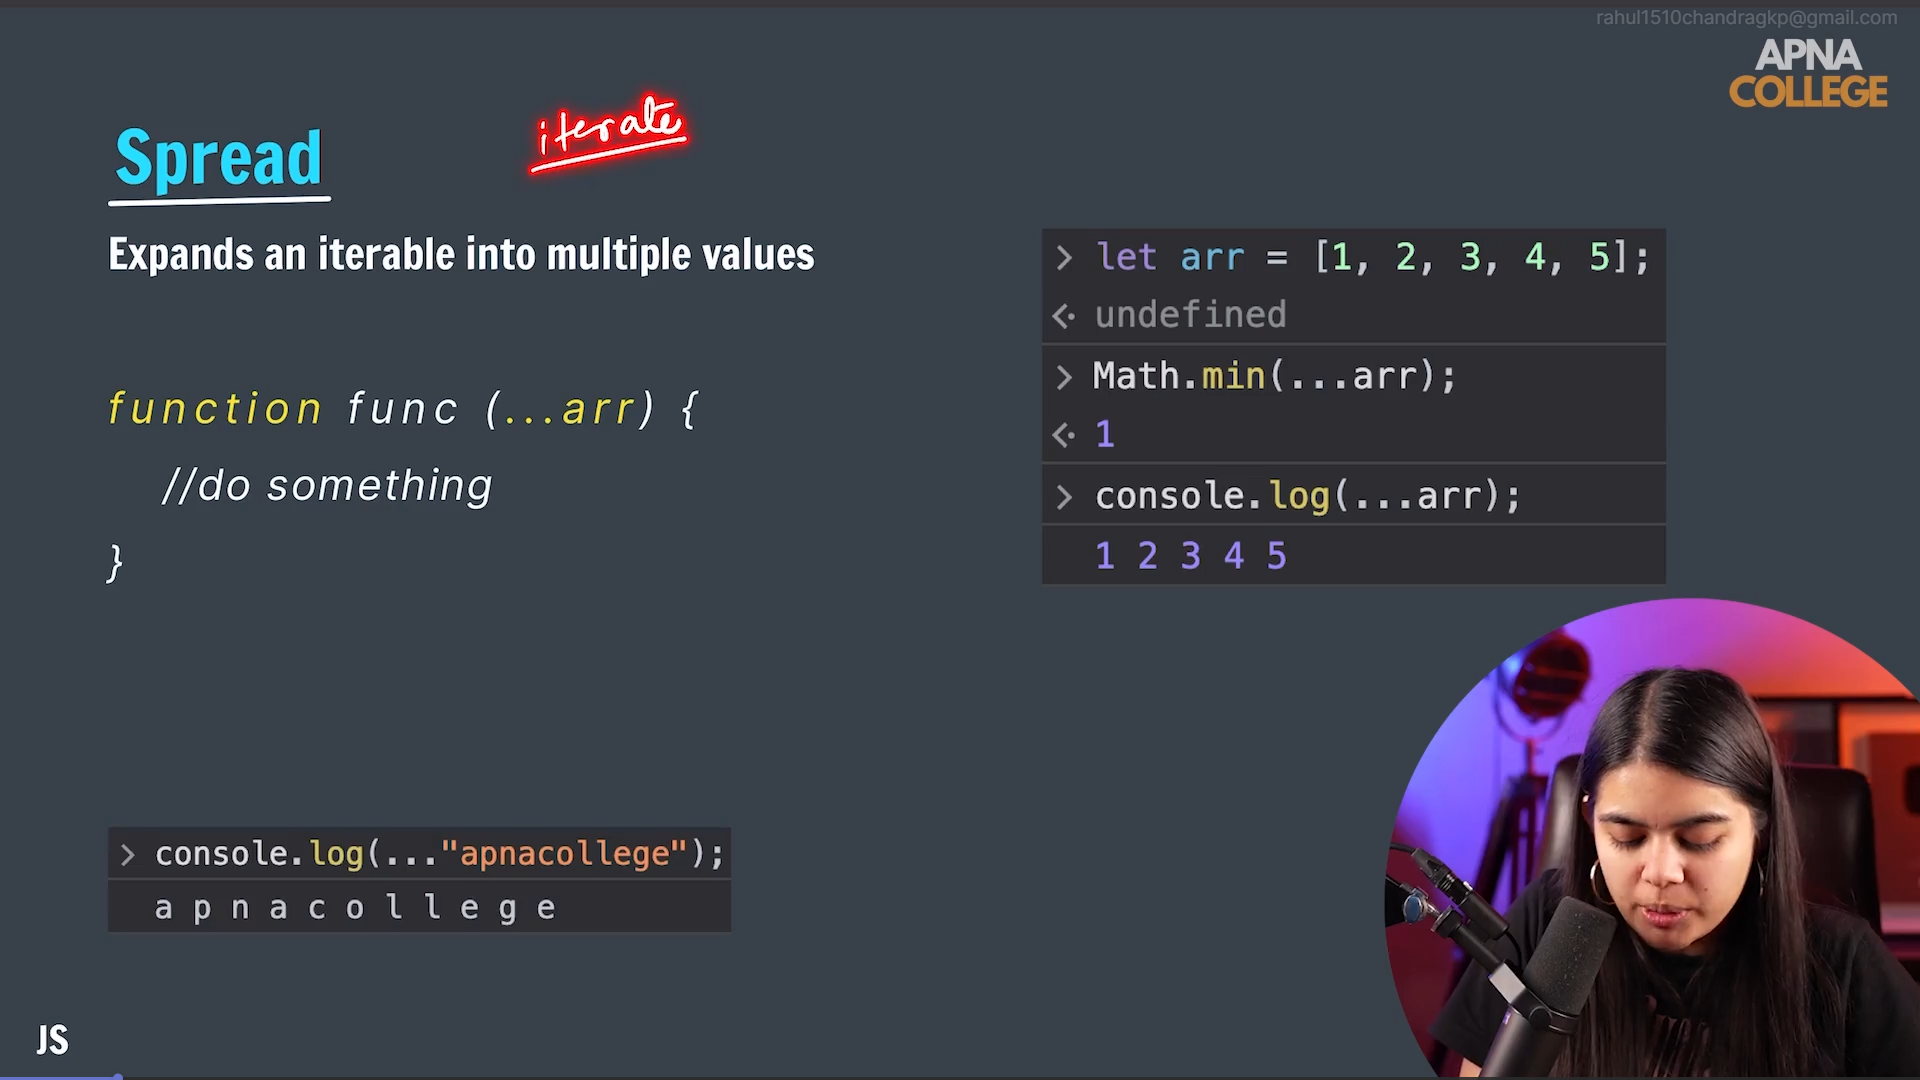 rahul1510chandragkp@gmail.com
APNA
COLLEGE
iterate
Spread
Expands an iterable into multiple values
function func (...arr) {
//do something
}
> let arr = [1, 2, 3, 4, 5];
undefined
> Math.min(...arr);
1
> console.log(...arr);
1 2 3 4 5
> console.log(..."apnacollege");
a p n a c o l l e g e
JS